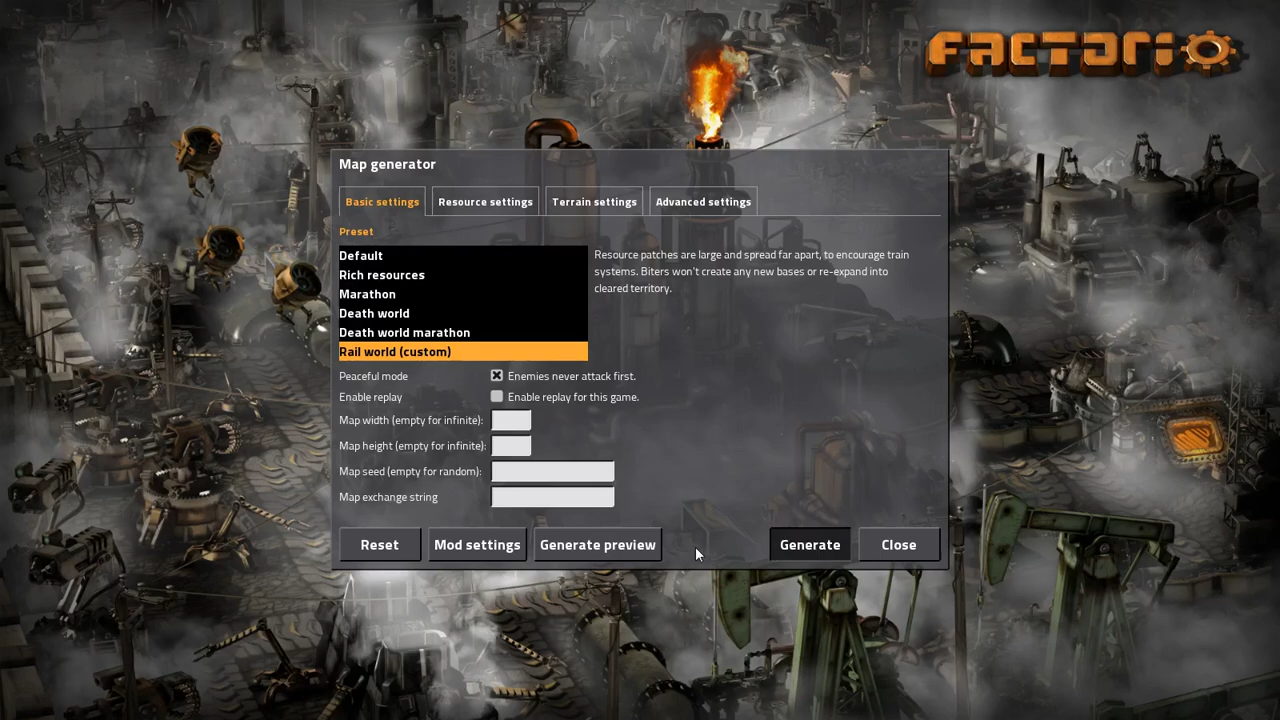 FACTORIO
Map generator
Basic settings
Resource settings
Terrain settings
Advanced settings
Preset
Default
Rich resources
Marathon
Death world
Death world marathon
Rail world (custom)
Resource patches are large and spread far apart, to encourage train
systems. Biters won't create any new bases or re-expand into
cleared territory.
Peaceful mode
Enemies never attack first.
Enable replay
Enable replay for this game.
Map width (empty for infinite):
Map height (empty for infinite):
Map seed (empty for random):
Map exchange string
Reset
Mod settings
Generate preview
Generate
Close